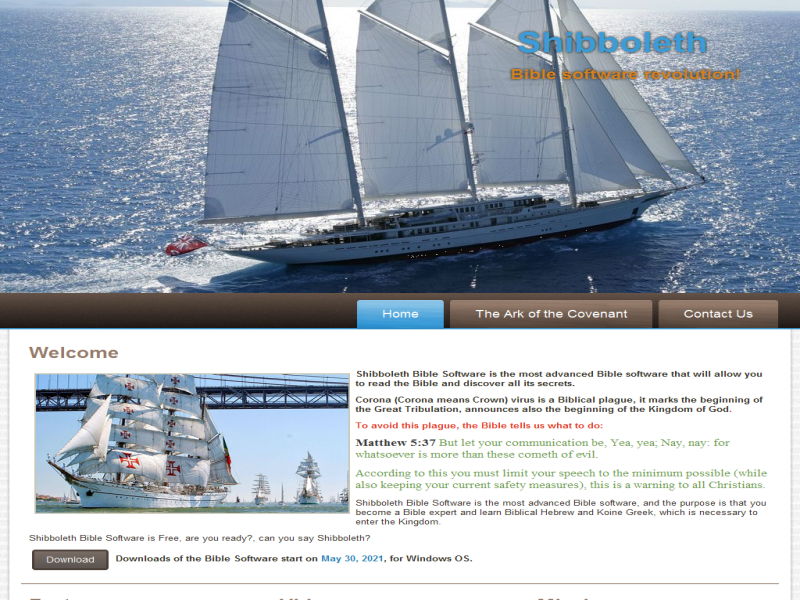 Shibboleth
Bible software revolution!
Home
The Ark of the Covenant
Contact Us
Welcome
Shibboleth Bible Software is the most advanced Bible software that will allow you
to read the Bible and discover all its secrets.
Corona (Corona means Crown) virus is a Biblical plague, it marks the beginning of
the Great Tribulation, announces also the beginning of the Kingdom of God.
To avoid this plague, the Bible tells us what to do:
Matthew 5:37 But let your communication be, Yea, yea; Nay, nay: for
whatsoever is more than these cometh of evil.
According to this you must limit your speech to the minimum possible (while
also keeping your current safety measures), this is a warning to all Christians.
Shibboleth Bible Software is the most advanced Bible software, and the purpose is that you
become a Bible expert and learn Biblical Hebrew and Koine Greek, which is necessary to
enter the Kingdom.
Shibboleth Bible Software is Free, are you ready?, can you say Shibboleth?
Download
Downloads of the Bible Software start on May 30, 2021, for Windows OS.